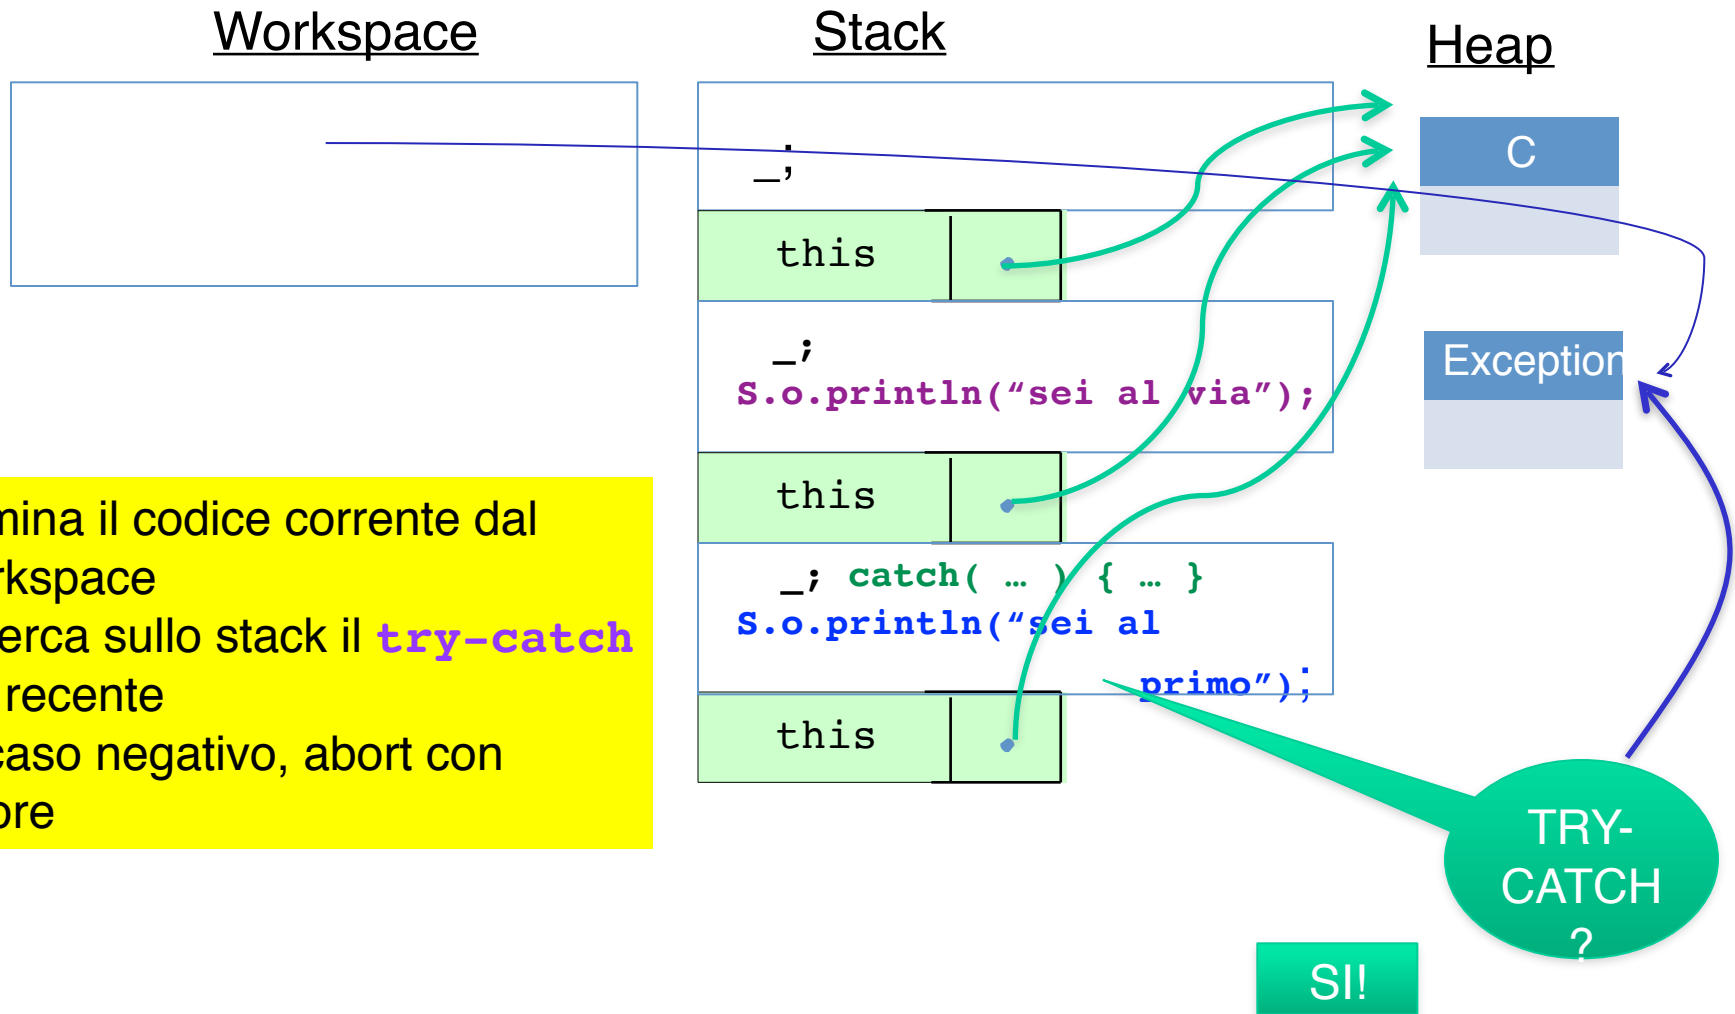 Workspace
Stack
Heap
_;
this
_;
S.o.println(“sei al via”);
this
_; catch( … ) { … }
S.o.println(“sei al
primo”);
this
C
Exception
mina il codice corrente dal
rkspace
erca sullo stack il try-catch
recente
caso negativo, abort con
ore
TRY-
CATCH
?
SI!